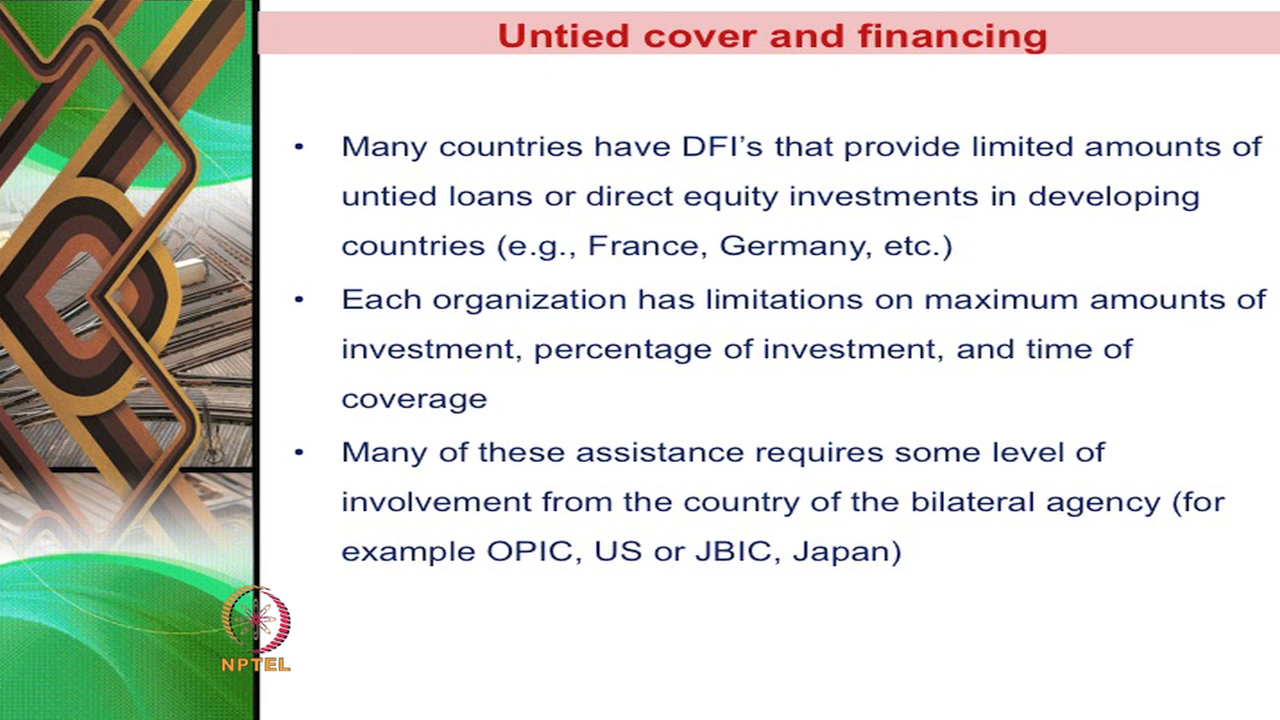 Untied cover and financing
• Many countries have DFI’s that provide limited amounts of
untied loans or direct equity investments in developing
countries (e.g., France, Germany, etc.)
• Each organization has limitations on maximum amounts of
investment, percentage of investment, and time of
coverage
• Many of these assistance requires some level of
involvement from the country of the bilateral agency (for
example OPIC, US or JBIC, Japan)
NPTEL